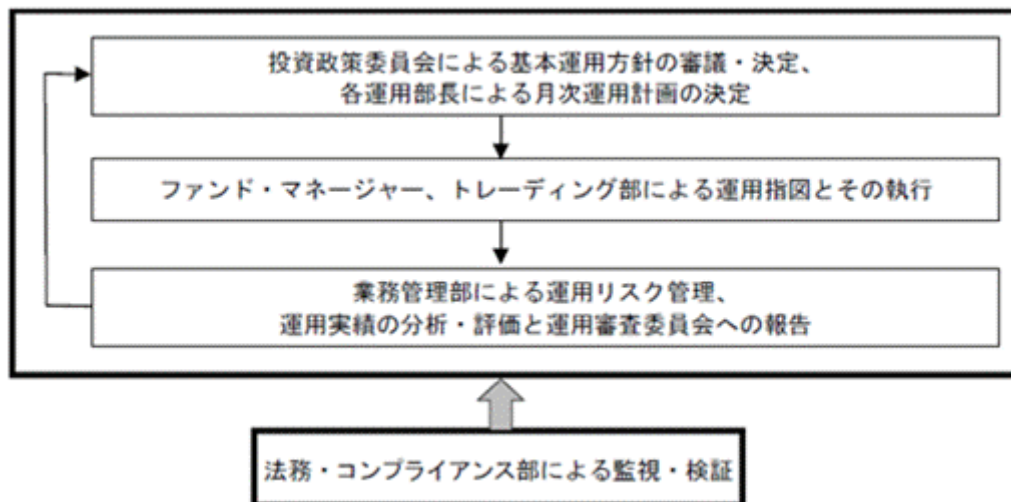 投資政策委員会による基本運用方針の審議・決定、
各運用部長による月次運用計画の決定
ファンド・マネージャー、トレーディング部による運用指図とその執行
業務管理部による運用リスク管理、
運用実績の分析・評価と運用審査委員会への報告
法務・コンプライアンス部による監視・検証